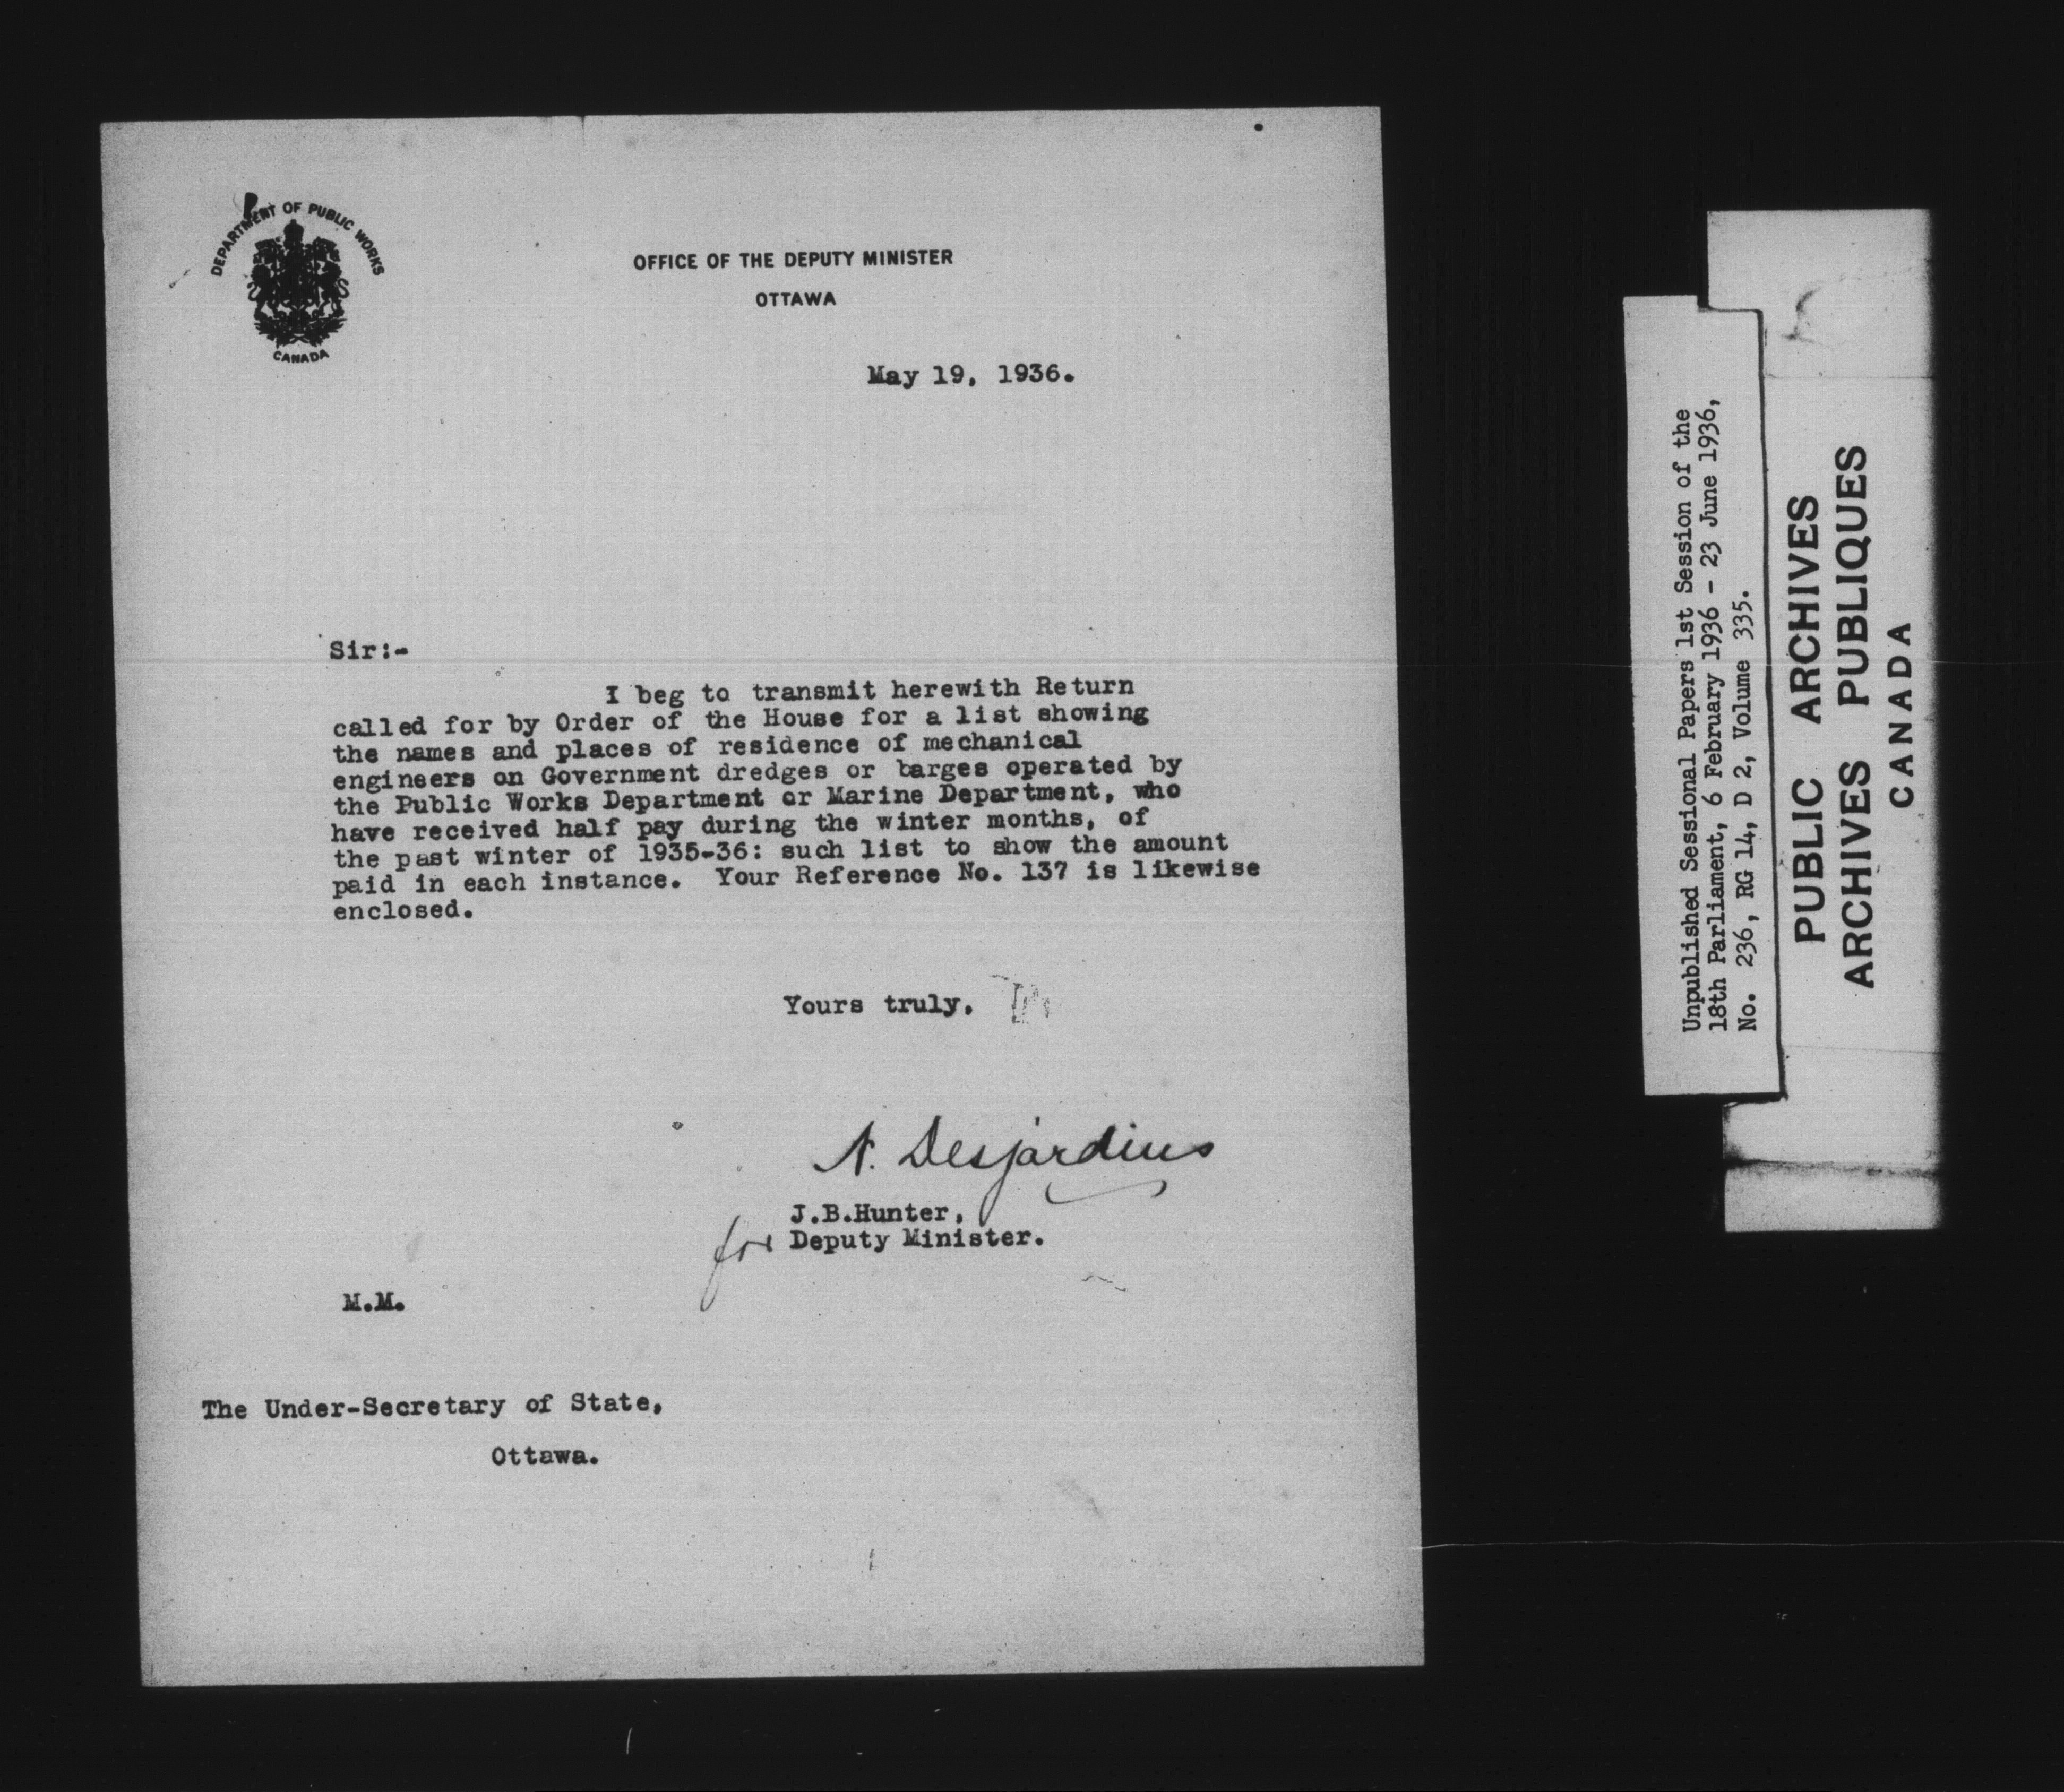 DEPARTMENT OF PUBLIC WORKS
CANADA
OFFICE OF THE DEPUTY MINISTER
OTTAWA
May 19, 1936.
Sir:-
I beg to transmit herewith Return
called for by Order of the House for a list showing
the names and places of residence of mechanical
engineers on Government dredges or barges operated by
the Public Works Department or Marine Department, who
have received half pay during the winter months, of
the past winter of 1935-36: such list to show the amount
paid in each instance. Your Reference No. 137 is likewise
enclosed.
Yours truly,
N. Desjardins
J.B.Hunter,
for Deputy Minister.
M.M.
The Under-Secretary of State,
Ottawa.
Unpublished Sessional Papers 1st Session of the
18th Parliament, 6 February 1936 - 23 June 1936,
No. 236, RG 14, D 2, Volume 335.
PUBLIC ARCHIVES
ARCHIVES PUBLIQUES
CANADA